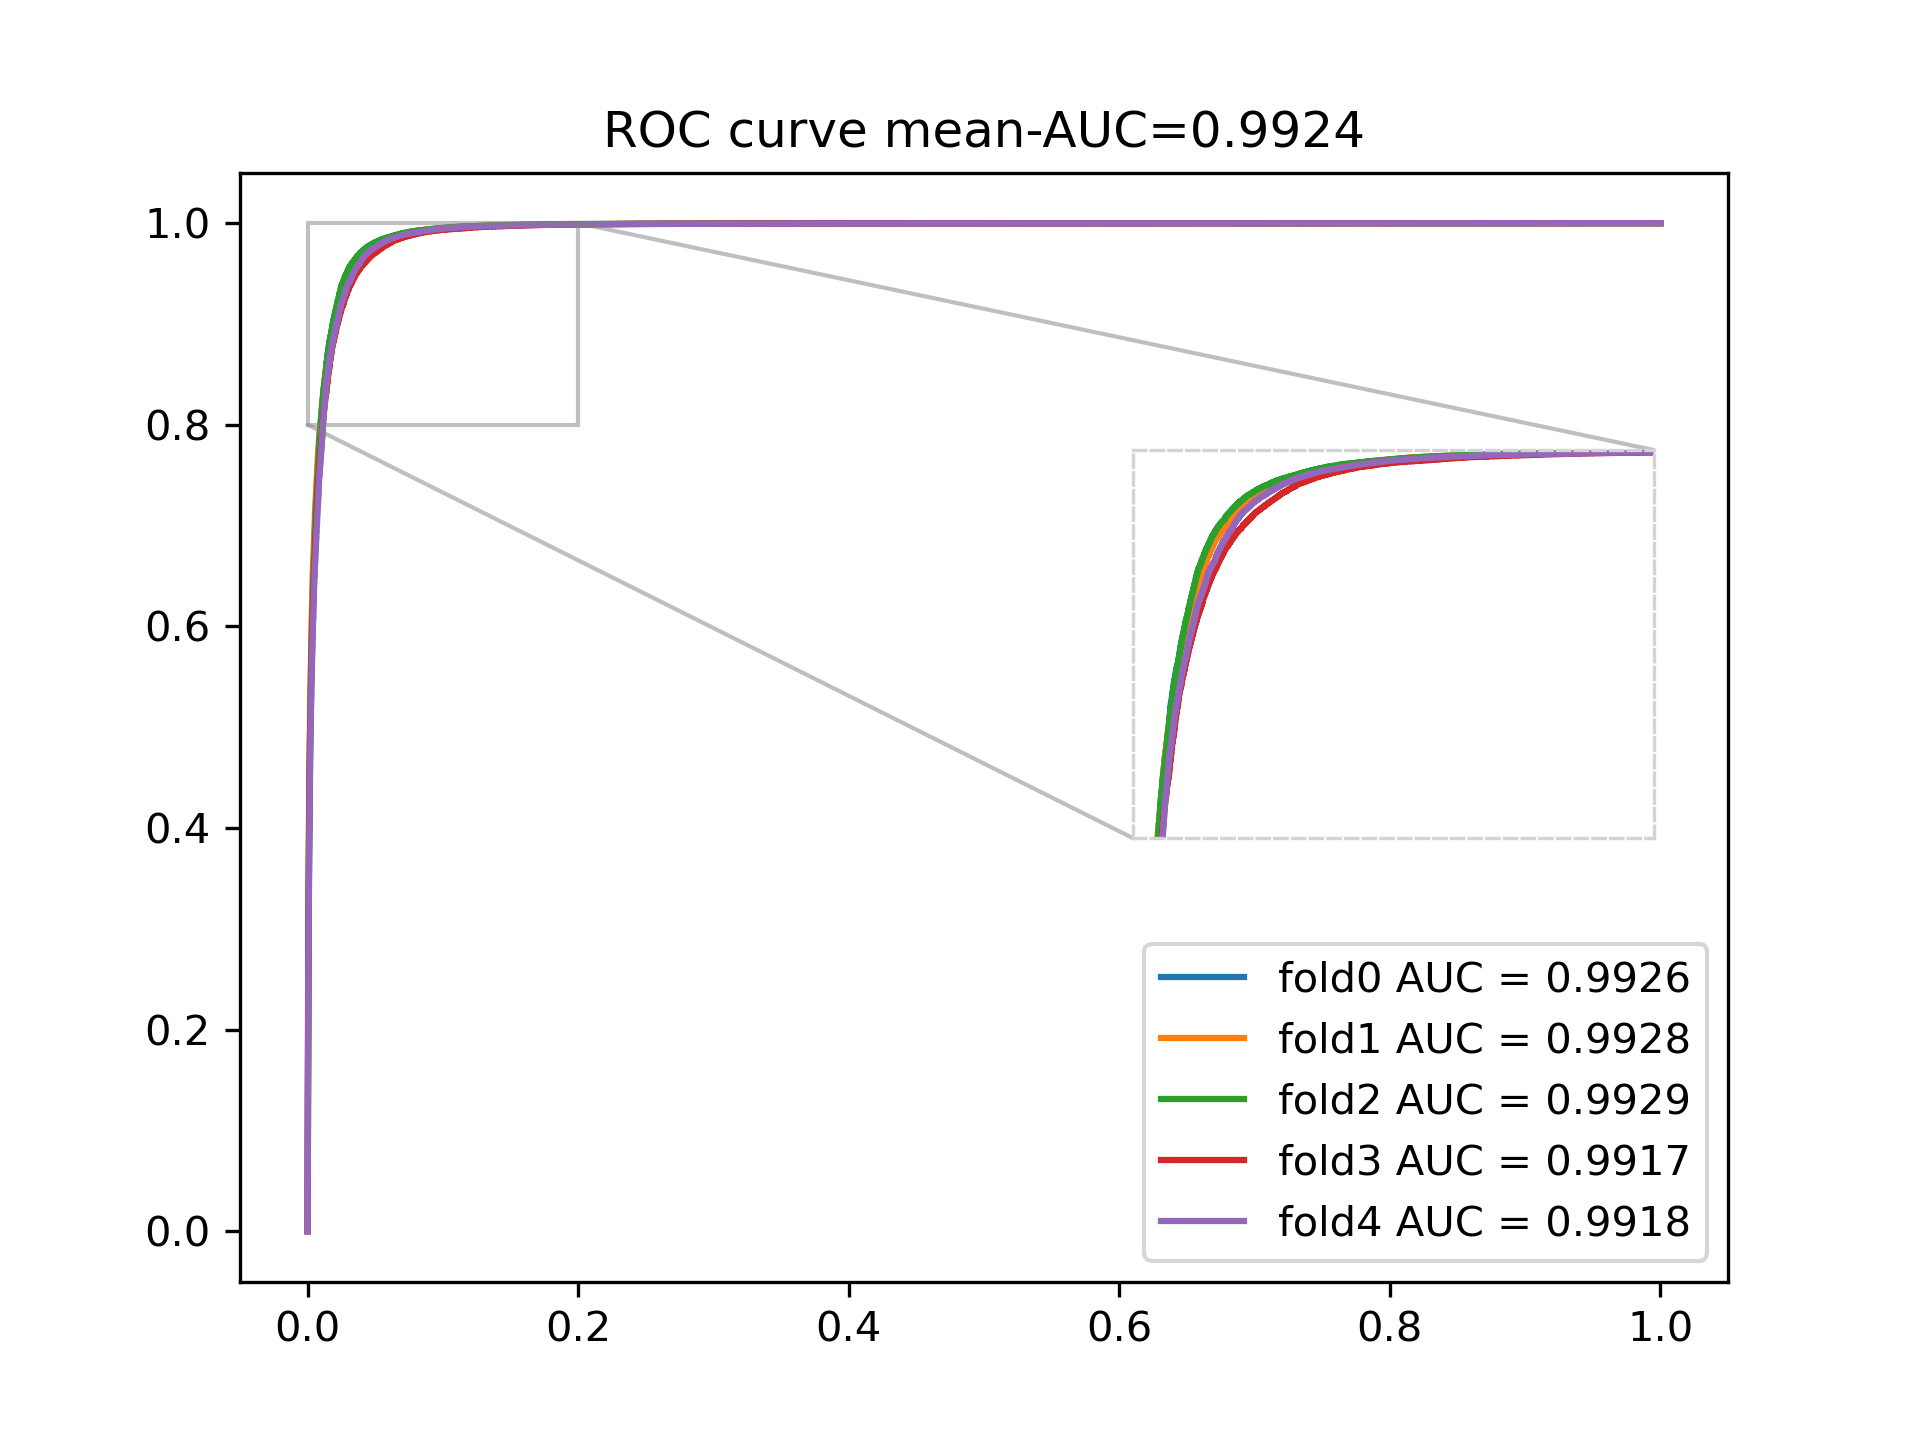 ROC curve mean-AUC=0.9924
1.0
0.8
0.6
0.4
0.2
0.0
fold0 AUC = 0.9926
fold1 AUC = 0.9928
fold2 AUC = 0.9929
fold3 AUC = 0.9917
fold4 AUC = 0.9918
0.0 0.2 0.4 0.6 0.8 1.0